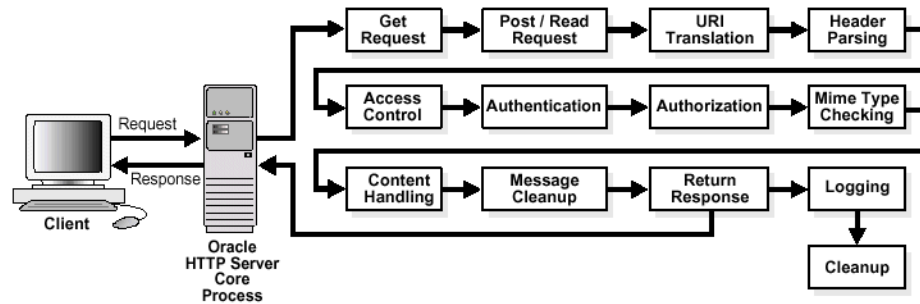 Get
Request
Post / Read
Request
URI
Translation
Header
Parsing
Access
Control
Authentication
Authorization
Mime Type
Checking
Request
Response
Client
Oracle
HTTP Server
Core
Process
Content
Handling
Message
Cleanup
Return
Response
Logging
Cleanup